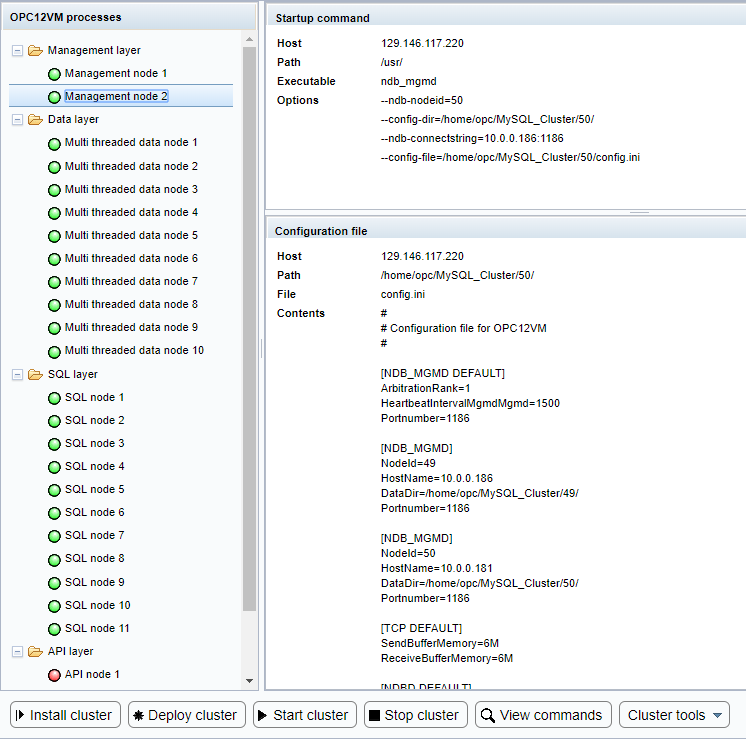 OPC12VM processes
Management layer
Management node 1
Management node 2
Data layer
Multi threaded data node 1
Multi threaded data node 2
Multi threaded data node 3
Multi threaded data node 4
Multi threaded data node 5
Multi threaded data node 6
Multi threaded data node 7
Multi threaded data node 8
Multi threaded data node 9
Multi threaded data node 10
SQL layer
SQL node 1
SQL node 2
SQL node 3
SQL node 4
SQL node 5
SQL node 6
SQL node 7
SQL node 8
SQL node 9
SQL node 10
SQL node 11
API layer
API node 1
Startup command
Host 129.146.117.220
Path /usr/
Executable ndb_mgmd
Options --ndb-nodeid=50
--config-dir=/home/opc/MySQL_Cluster/50/
--ndb-connectstring=10.0.0.186:1186
--config-file=/home/opc/MySQL_Cluster/50/config.ini
Configuration file
Host 129.146.117.220
Path /home/opc/MySQL_Cluster/50/
File config.ini
Contents #
# Configuration file for OPC12VM
#
[NDB_MGMD DEFAULT]
ArbitrationRank=1
HeartbeatIntervalMgmdMgmd=1500
Portnumber=1186
[NDB_MGMD]
NodeId=49
HostName=10.0.0.186
DataDir=/home/opc/MySQL_Cluster/49/
Portnumber=1186
[NDB_MGMD]
NodeId=50
HostName=10.0.0.181
DataDir=/home/opc/MySQL_Cluster/50/
Portnumber=1186
[TCP DEFAULT]
SendBufferMemory=6M
ReceiveBufferMemory=6M
[NDBD DEFAULT]
Install cluster
Deploy cluster
Start cluster
Stop cluster
View commands
Cluster tools